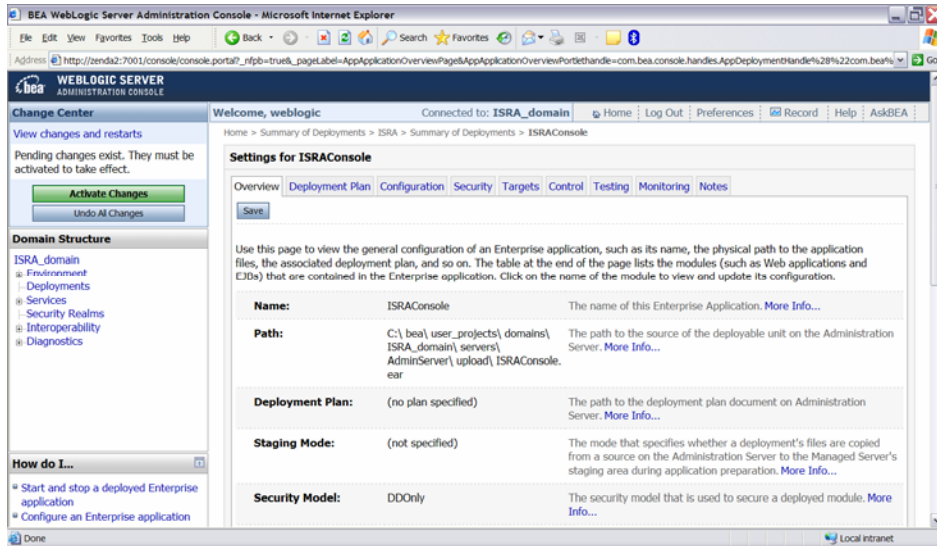 BEA WebLogic Server Administration Console - Microsoft Internet Explorer
File Edit View Favorites Tools Help
Back Search Favorites
Address http://zenda2:7001/console/console.portal?_nfpb=true&_pageLabel=AppApplicationOverviewPage&AppApplicationOverviewPortlethandle=com.bea.console.handles.AppDeploymentHandle%28%22com.bea% Go
bea WEBLOGIC SERVER
ADMINISTRATION CONSOLE
Change Center
View changes and restarts
Pending changes exist. They must be
activated to take effect.
Activate Changes
Undo All Changes
Domain Structure
ISRA_domain
Environment
Deployments
Services
Security Realms
Interoperability
Diagnostics
How do I...
Start and stop a deployed Enterprise
application
Configure an Enterprise application
Welcome, weblogic Connected to: ISRA_domain Home Log Out Preferences Record Help AskBEA
Home > Summary of Deployments > ISRA > Summary of Deployments > ISRAConsole
Settings for ISRAConsole
Overview Deployment Plan Configuration Security Targets Control Testing Monitoring Notes
Save
Use this page to view the general configuration of an Enterprise application, such as its name, the physical path to the application
files, the associated deployment plan, and so on. The table at the end of the page lists the modules (such as Web applications and
EJBs) that are contained in the Enterprise application. Click on the name of the module to view and update its configuration.
Name: ISRAConsole The name of this Enterprise Application. More Info...
Path: C:\ bea\ user_projects\ domains\
ISRA_domain\ servers\
AdminServer\ upload\ ISRAConsole.
ear
The path to the source of the deployable unit on the Administration
Server. More Info...
Deployment Plan: (no plan specified) The path to the deployment plan document on Administration
Server. More Info...
Staging Mode: (not specified) The mode that specifies whether a deployment's files are copied
from a source on the Administration Server to the Managed Server's
staging area during application preparation. More Info...
Security Model: DDOnly The security model that is used to secure a deployed module. More
Info...
Done Local intranet